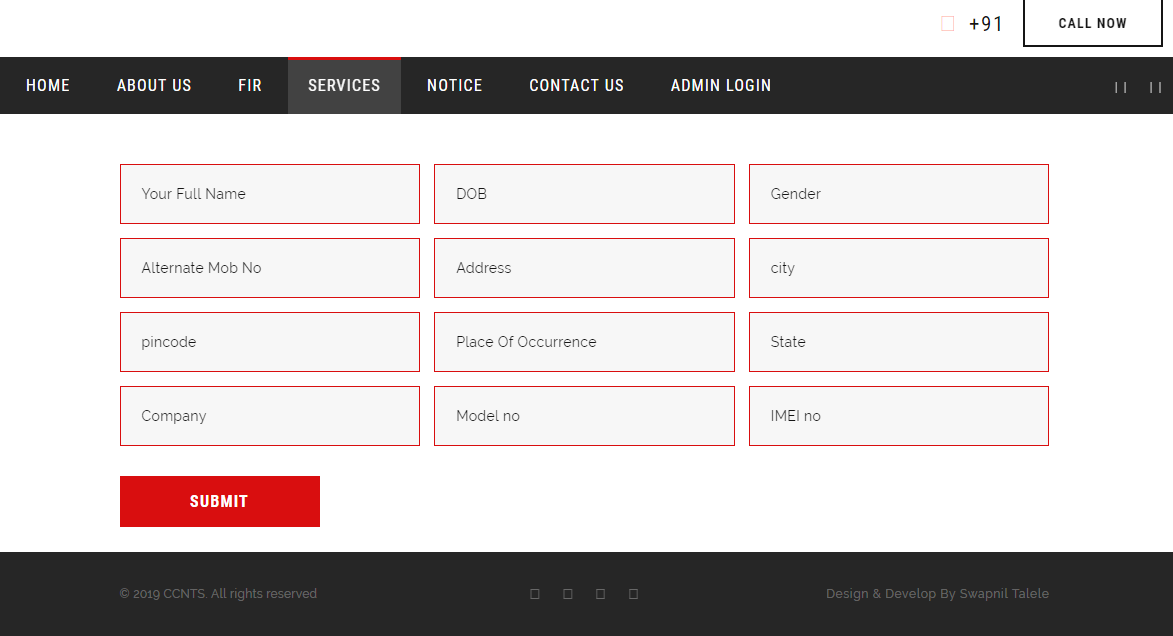 +91 CALL NOW
HOME ABOUT US FIR SERVICES NOTICE CONTACT US ADMIN LOGIN
Your Full Name DOB Gender
Alternate Mob No Address city
pincode Place Of Occurrence State
Company Model no IMEI no
SUBMIT
© 2019 CCNTS. All rights reserved Design & Develop By Swapnil Talele